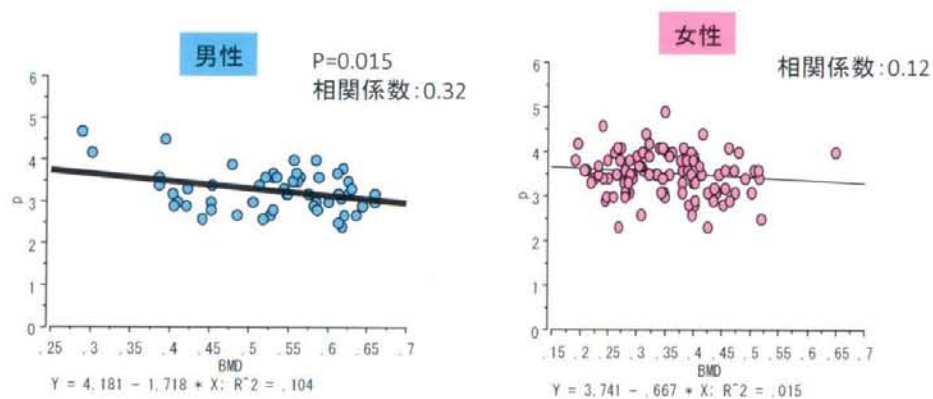 男性
P=0.015
相関係数:0.32
6
5
4
3
2
1
0
p
.25 .3 .35 .4 .45 .5 .55 .6 .65 .7
BMD
Y = 4.181 - 1.718 * X; R^2 = .104
女性
相関係数:0.12
6
5
4
3
2
1
0
p
.15 .2 .25 .3 .35 .4 .45 .5 .55 .6 .65 .7
BMD
Y = 3.741 - .667 * X; R^2 = .015